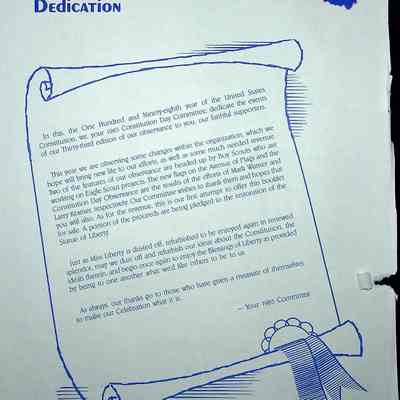 DEDICATION
In this, the One Hundred and Ninety-eighth year of the United States
Constitution, we, your 1985 Constitution Day Committee, dedicate the events
of our Thirty-third edition of our observance to you, our faithful supporters.
This year we are observing some changes within the organization, which we
hope will bring new life to our efforts, as well as some much needed revenue.
Two of the features of our observance are headed up by Boy Scouts who are
working on Eagle Scout projects. The new flags on the Avenue of Flags and the
Constitution Day Observance are the results of the efforts of Mark Wurster and
Larry respectively. Our Committee wishes to thank them and hopes that
you will also. As for the revenue, this is our first attempt to offer this booklet
for sale. A portion of the proceeds are being pledged to the restoration of the
Statue of Liberty.
Just as Miss Liberty is dusted off, refurbished to be enjoyed again in renewed
splendor, may we dust off and refurbish our ideas about the Constitution, the
ideals therein, and begin once again to enjoy the Blessings of Liberty it provided
by being to one another what we'd like others to be to us.
As always, our thanks go to those who have given a measure of themselves
to make our Celebration what it is.
— Your 1985 Committee